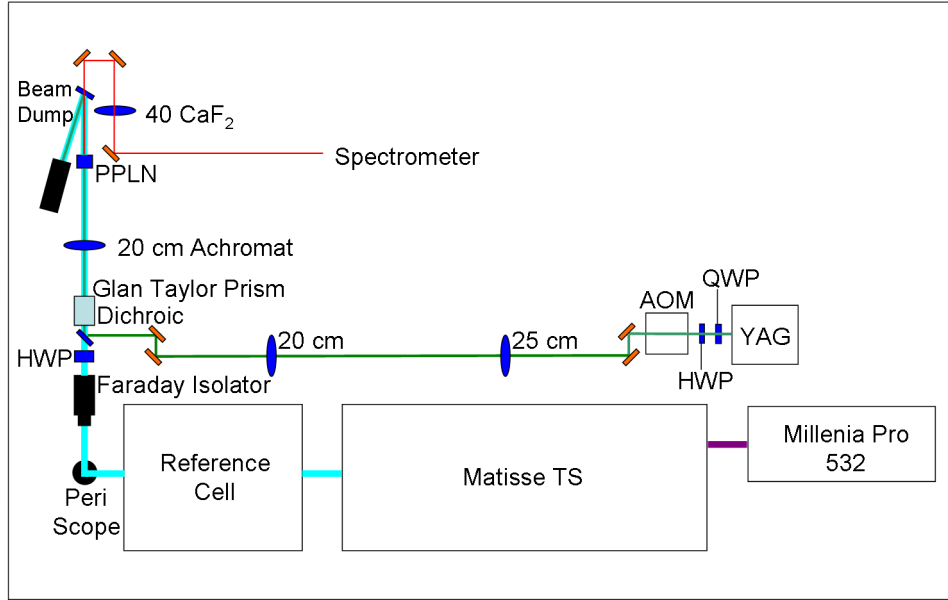 Beam
Dump
40 CaF₂
Spectrometer
PPLN
20 cm Achromat
Glan Taylor Prism
Dichroic
HWP
20 cm
25 cm
AOM
QWP
YAG
HWP
Faraday Isolator
Peri
Scope
Reference
Cell
Matisse TS
Millenia Pro
532